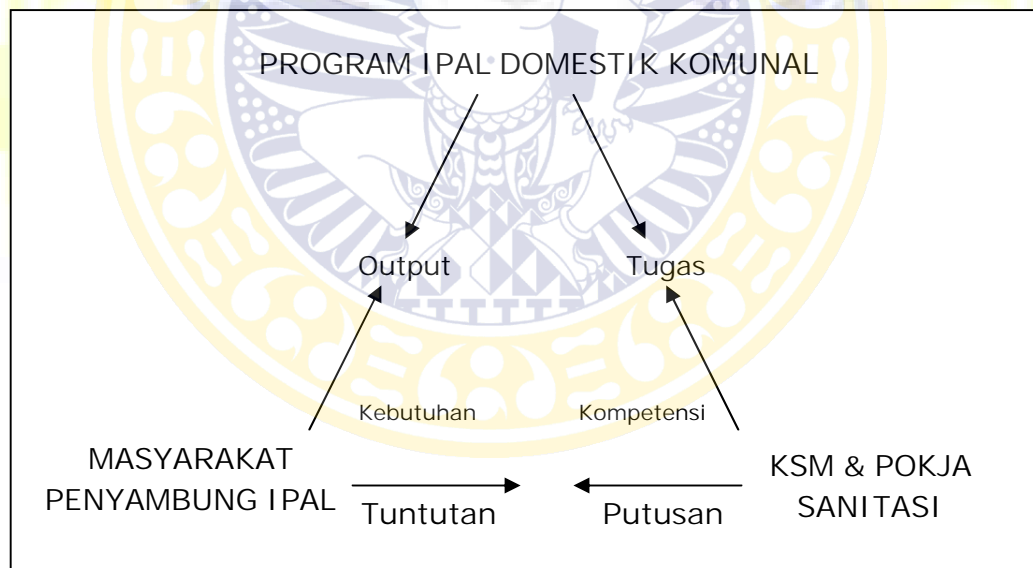 PROGRAM IPAL DOMESTIK KOMUNAL
Output
Tugas
Kebutuhan
Kompetensi
MASYARAKAT
PENYAMBUNG IPAL
Tuntutan
Putusan
KSM & POKJA
SANITASI